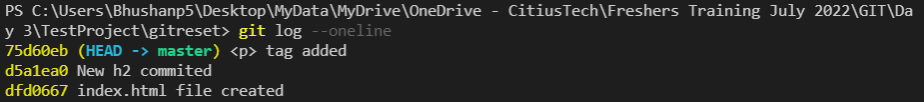 PS C:\Users\Bhushanp5\Desktop\MyData\MyDrive\OneDrive - CitiusTech\Freshers Training July 2022\GIT\Da
y 3\TestProject\gitreset> git log --oneline
75d60eb (HEAD -> master) <p> tag added
d5a1ea0 New h2 commited
dfd0667 index.html file created